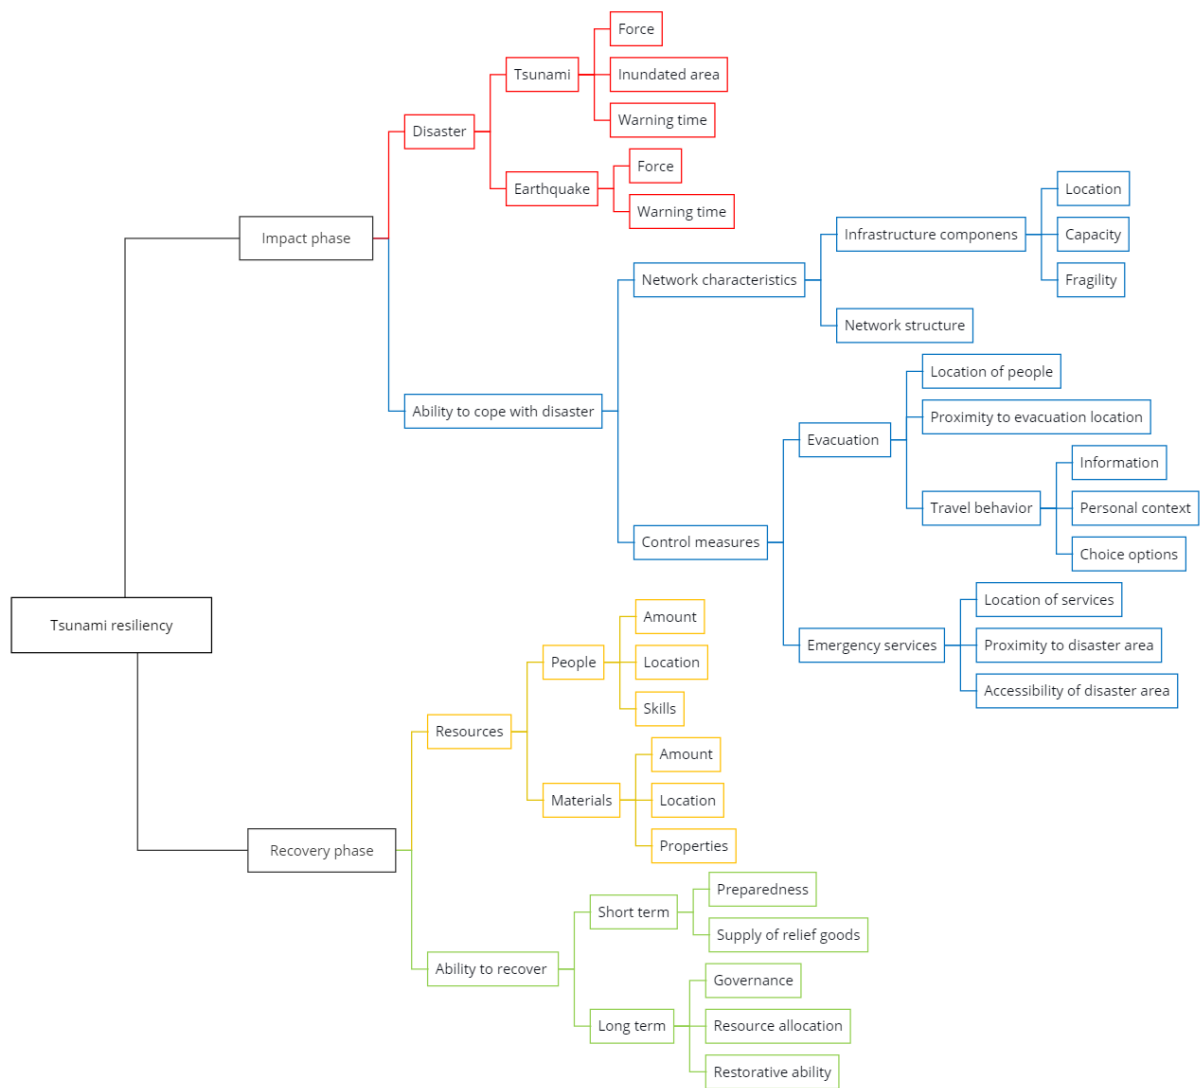 Force
Tsunami
Inundated area
Warning time
Disaster
Force
Earthquake
Warning time
Impact phase
Location
Infrastructure componens
Capacity
Network characteristics
Fragility
Network structure
Location of people
Ability to cope with disaster
Proximity to evacuation location
Evacuation
Information
Travel behavior
Personal context
Control measures
Choice options
Location of services
Emergency services
Proximity to disaster area
Accessibility of disaster area
Tsunami resiliency
Amount
People
Location
Skills
Resources
Amount
Materials
Location
Properties
Recovery phase
Preparedness
Short term
Supply of relief goods
Ability to recover
Governance
Long term
Resource allocation
Restorative ability